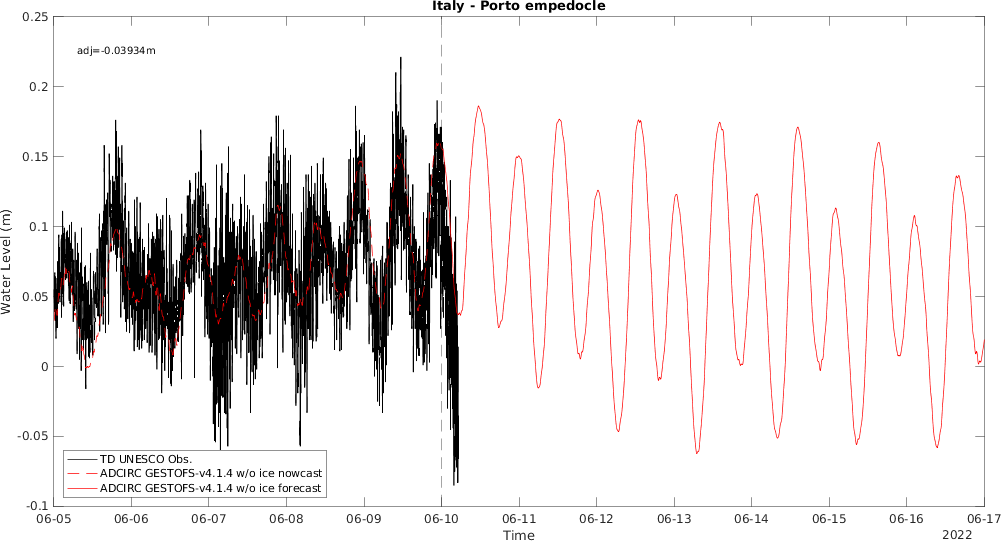 Italy - Porto empedocle
0.25
0.2
0.15
0.1
0.05
0
-0.05
-0.1
Water Level (m)
adj=-0.03934m
TD UNESCO Obs.
ADCIRC GESTOFS-v4.1.4 w/o ice nowcast
ADCIRC GESTOFS-v4.1.4 w/o ice forecast
06-05 06-06 06-07 06-08 06-09 06-10 06-11 06-12 06-13 06-14 06-15 06-16 06-17
Time
2022